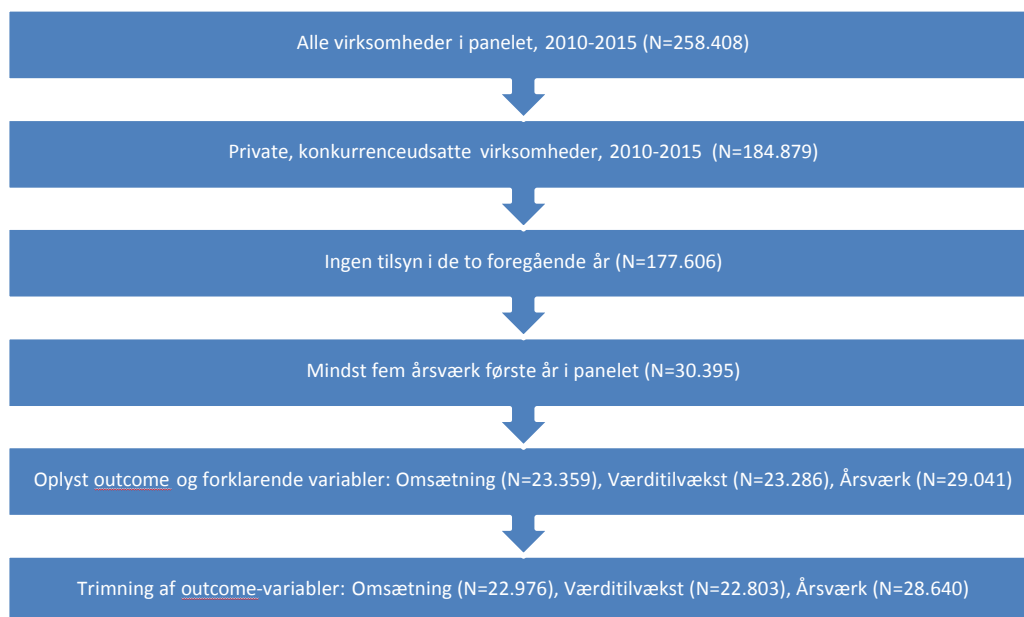 Alle virksomheder i panelet, 2010-2015 (N=258.408)
Private, konkurrenceudsatte virksomheder, 2010-2015 (N=184.879)
Ingen tilsyn i de to foregående år (N=177.606)
Mindst fem årsværk første år i panelet (N=30.395)
Oplyst outcome og forklarende variabler: Omsætning (N=23.359), Værditilvækst (N=23.286), Årsværk (N=29.041)
Trimning af outcome-variabler: Omsætning (N=22.976), Værditilvækst (N=22.803), Årsværk (N=28.640)